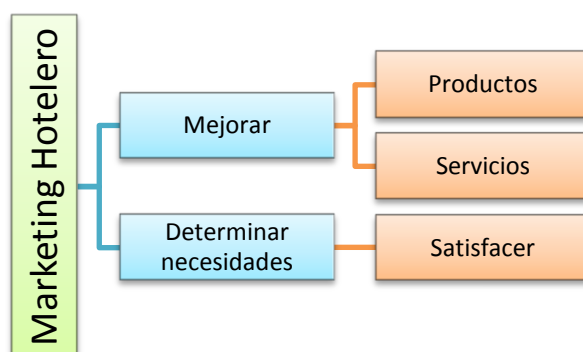 Marketing Hotelero
Mejorar
Productos
Servicios
Determinar
necesidades
Satisfacer